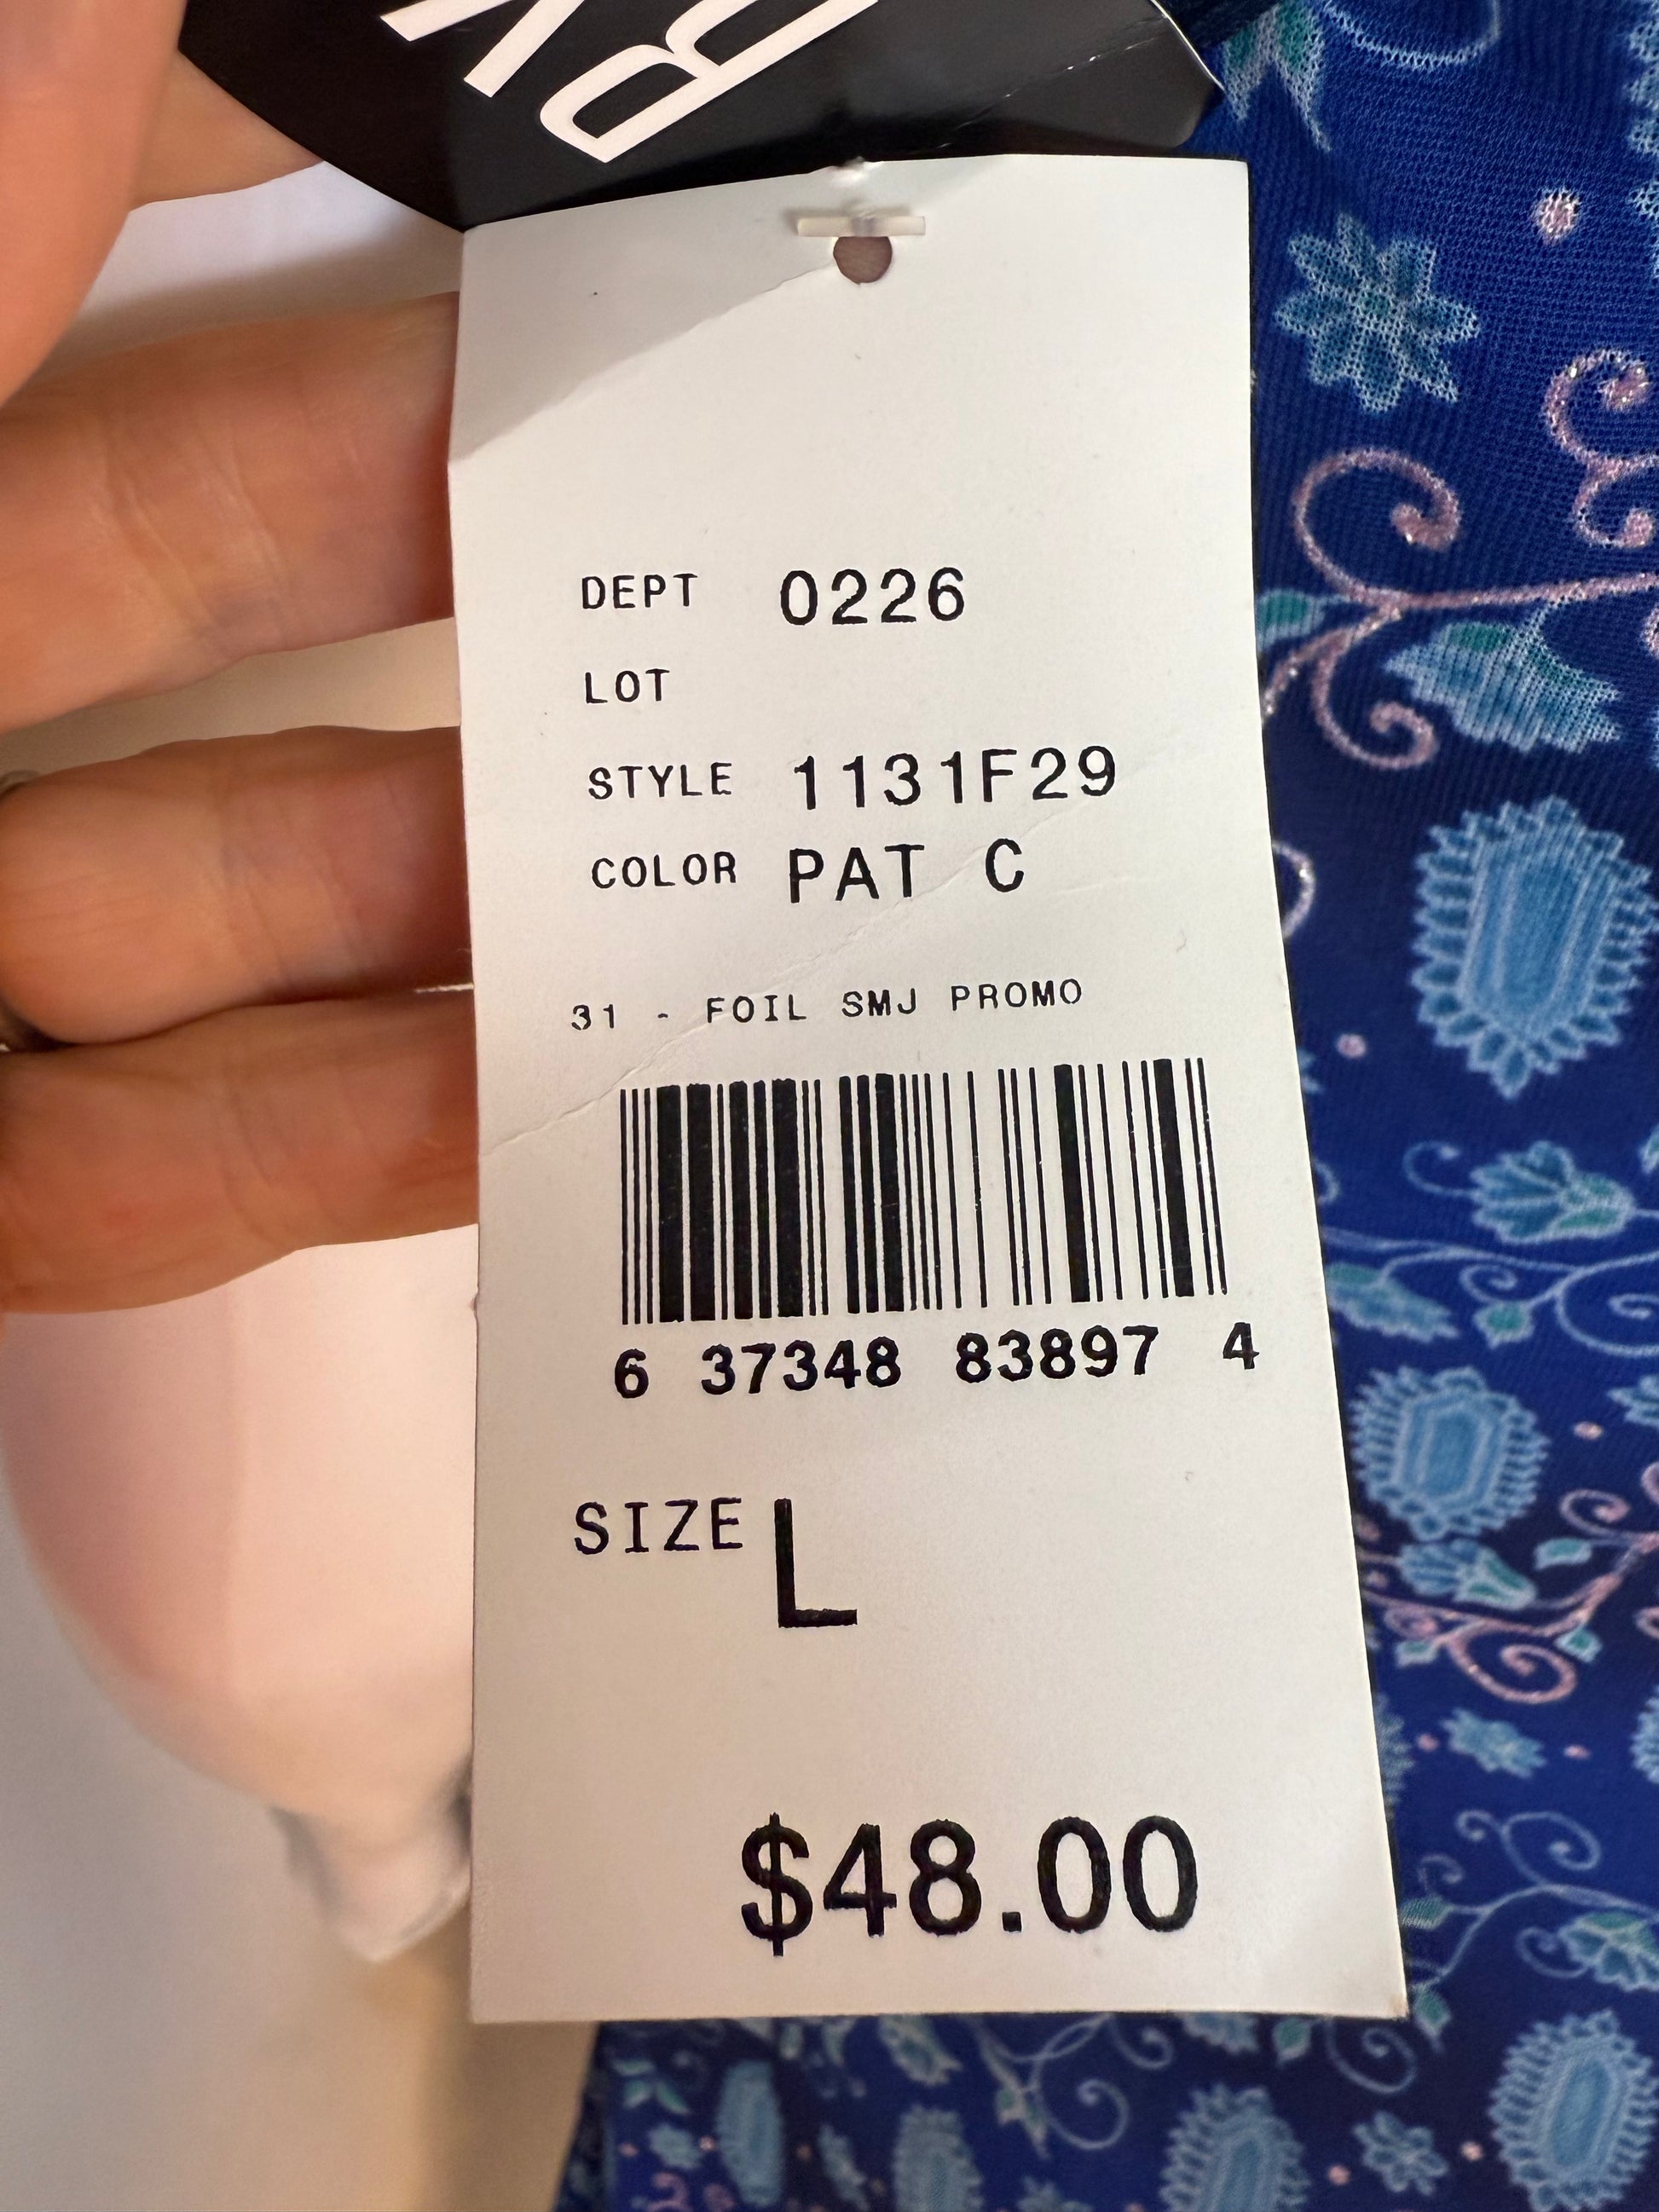 DEPT 0226
LOT
STYLE 1131F29
COLOR PAT C
31 - FOIL SMJ PROMO
6 37348 83897 4
SIZE L
$48.00